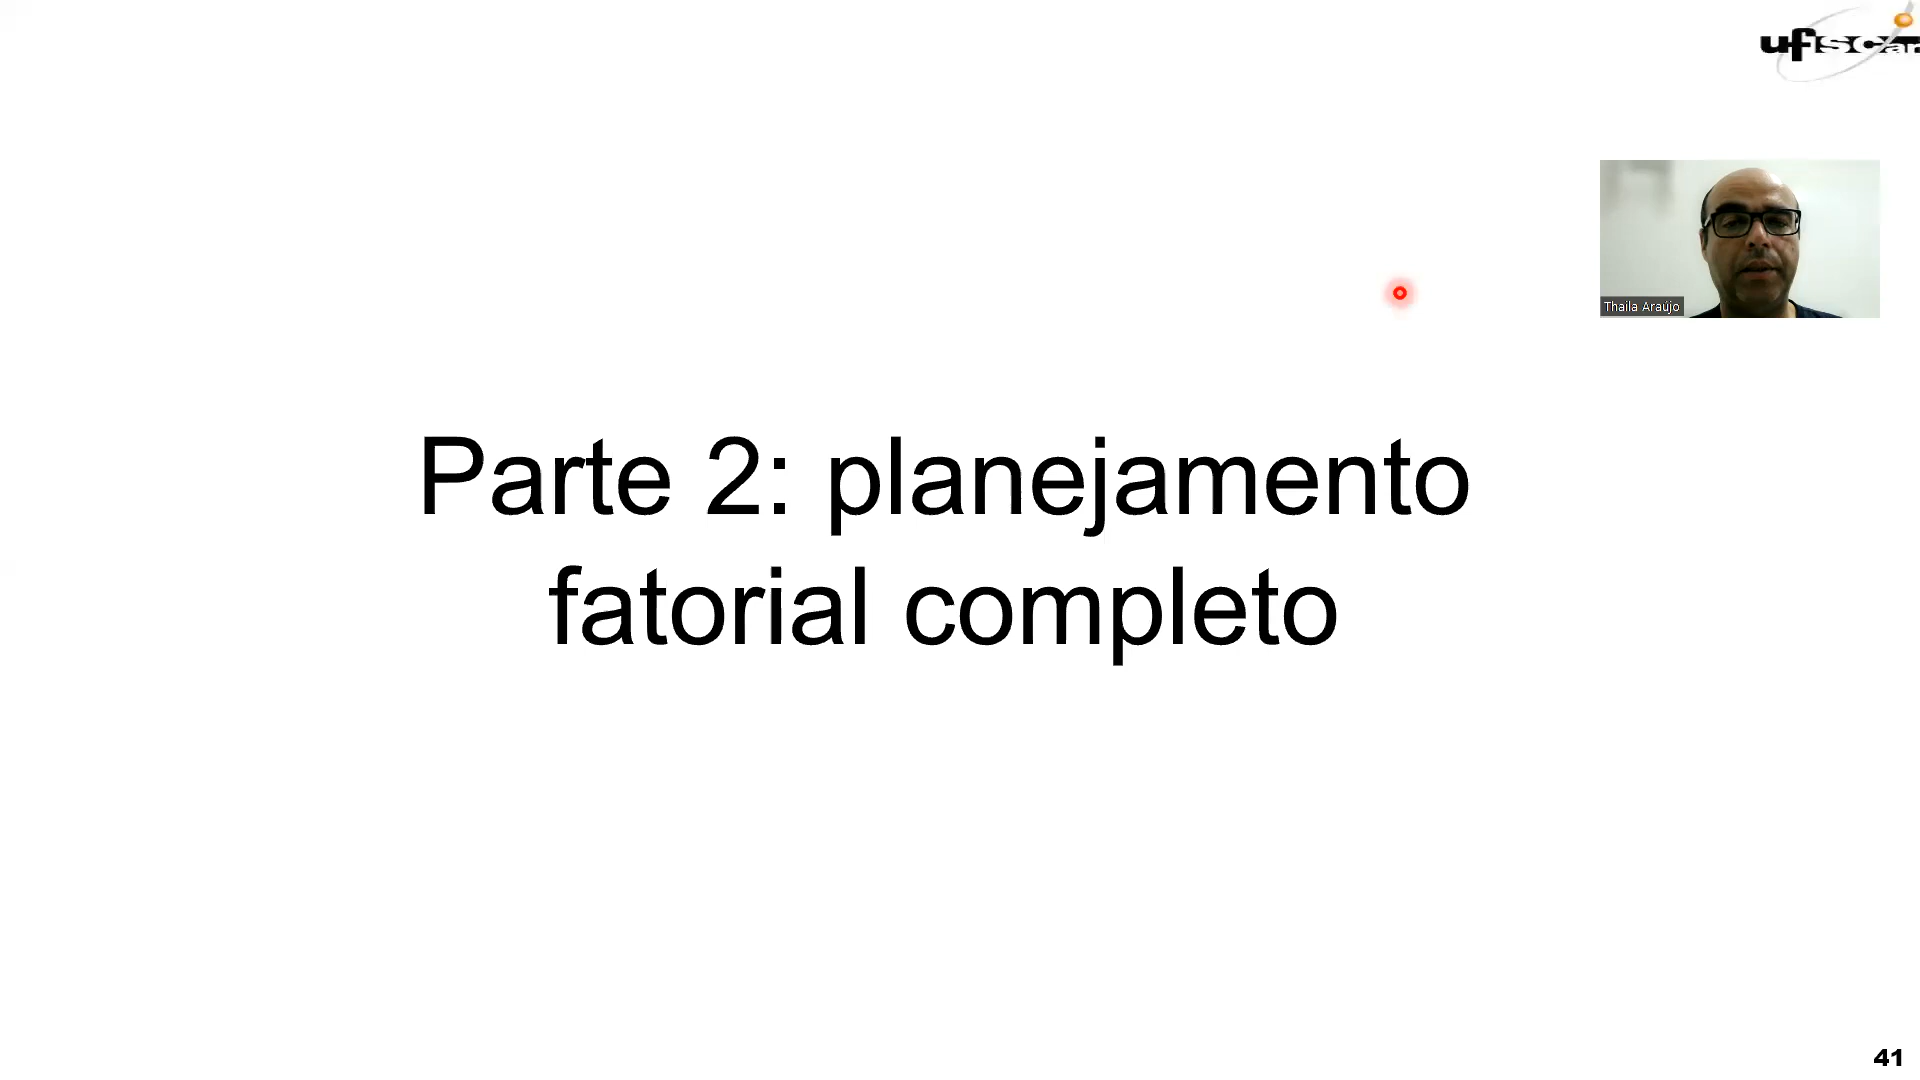 ufscar
Thaila Araújo
Parte 2: planejamento
fatorial completo
41